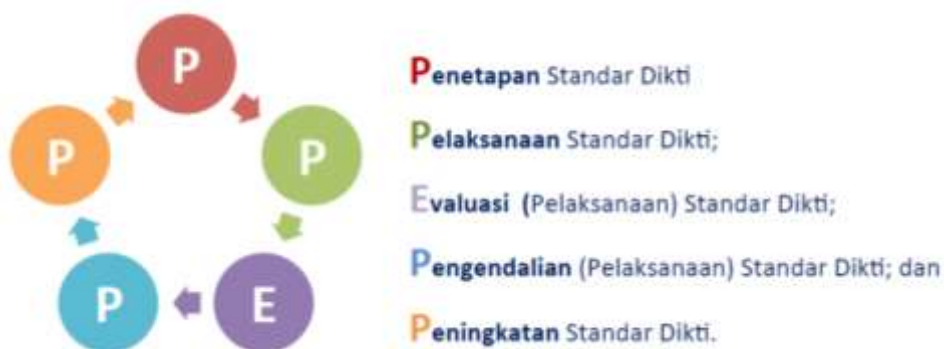 P
P
P
P
E
Penetapan Standar Dikti
Pelaksanaan Standar Dikti;
Evaluasi (Pelaksanaan) Standar Dikti;
Pengendalian (Pelaksanaan) Standar Dikti; dan
Peningkatan Standar Dikti.